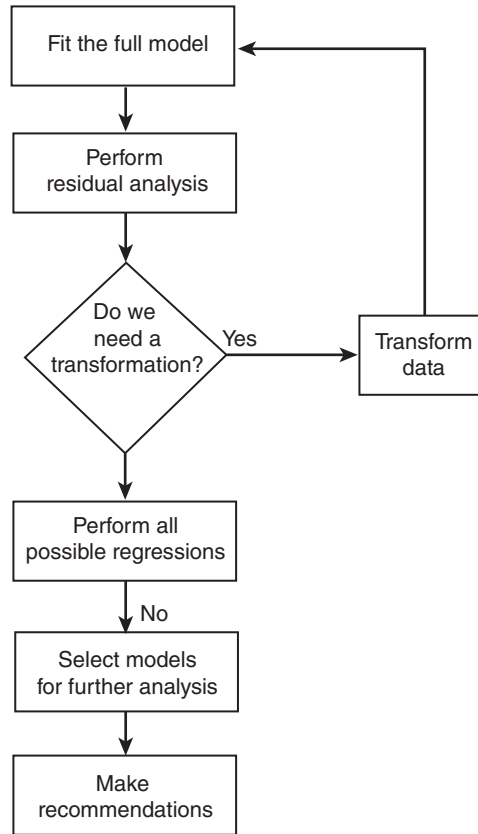 Fit the full model
Perform
residual analysis
Do we
need a
transformation?
Yes
Transform
data
Perform all
possible regressions
No
Select models
for further analysis
Make
recommendations